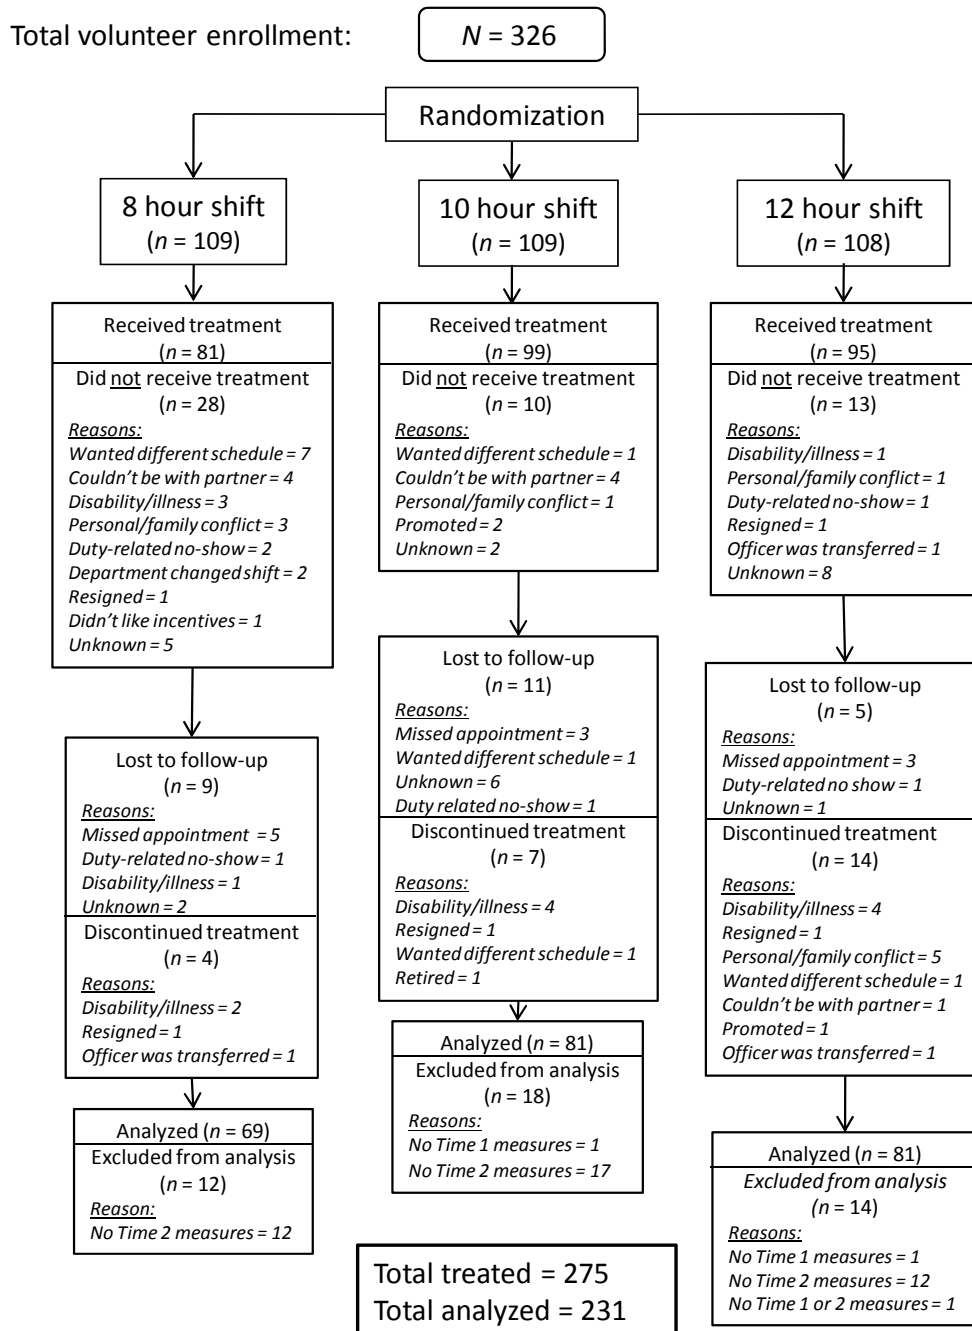 Total volunteer enrollment:
N = 326
Randomization
8 hour shift
(n = 109)
10 hour shift
(n = 109)
12 hour shift
(n = 108)
Received treatment
(n = 81)
Did not receive treatment
(n = 28)
Reasons:
Wanted different schedule = 7
Couldn't be with partner = 4
Disability/illness = 3
Personal/family conflict = 3
Duty-related no-show = 2
Department changed shift = 2
Resigned = 1
Didn't like incentives = 1
Unknown = 5
Received treatment
(n = 99)
Did not receive treatment
(n = 10)
Reasons:
Wanted different schedule = 1
Couldn't be with partner = 4
Personal/family conflict = 1
Promoted = 2
Unknown = 2
Received treatment
(n = 95)
Did not receive treatment
(n = 13)
Reasons:
Disability/illness = 1
Personal/family conflict = 1
Duty-related no-show = 1
Resigned = 1
Officer was transferred = 1
Unknown = 8
Lost to follow-up
(n = 9)
Reasons:
Missed appointment = 5
Duty-related no-show = 1
Disability/illness = 1
Unknown = 2
Discontinued treatment
(n = 4)
Reasons:
Disability/illness = 2
Resigned = 1
Officer was transferred = 1
Lost to follow-up
(n = 11)
Reasons:
Missed appointment = 3
Wanted different schedule = 1
Unknown = 6
Duty related no-show = 1
Discontinued treatment
(n = 7)
Reasons:
Disability/illness = 4
Resigned = 1
Wanted different schedule = 1
Retired = 1
Lost to follow-up
(n = 5)
Reasons:
Missed appointment = 3
Duty-related no show = 1
Unknown = 1
Discontinued treatment
(n = 14)
Reasons:
Disability/illness = 4
Resigned = 1
Personal/family conflict = 5
Wanted different schedule = 1
Couldn't be with partner = 1
Promoted = 1
Officer was transferred = 1
Analyzed (n = 69)
Excluded from analysis
(n = 12)
Reason:
No Time 2 measures = 12
Analyzed (n = 81)
Excluded from analysis
(n = 18)
Reasons:
No Time 1 measures = 1
No Time 2 measures = 17
Analyzed (n = 81)
Excluded from analysis
(n = 14)
Reasons:
No Time 1 measures = 1
No Time 2 measures = 12
No Time 1 or 2 measures = 1
Total treated = 275
Total analyzed = 231